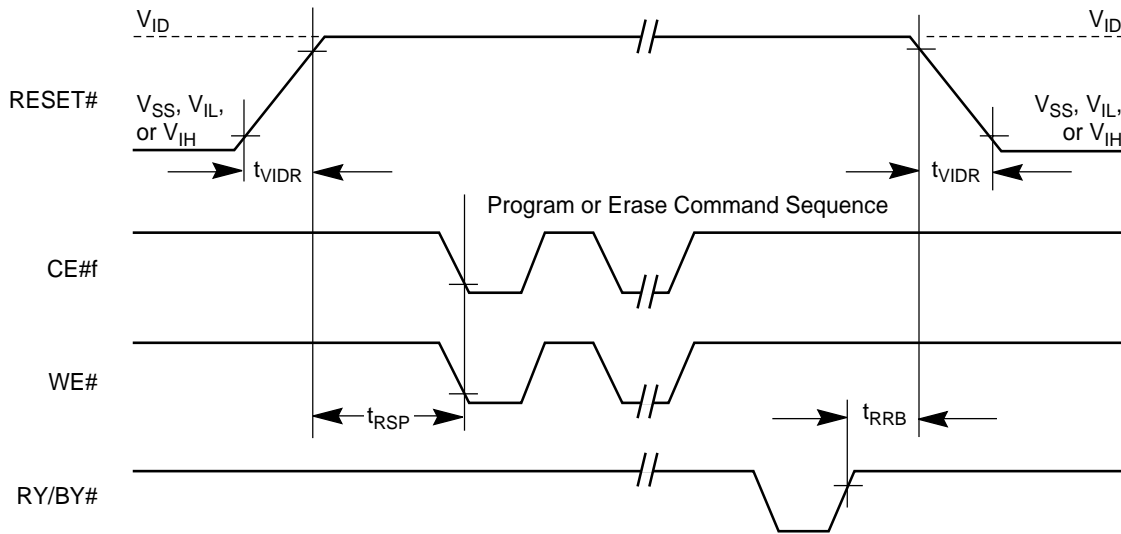 VID
VID
RESET#
VSS, VIL,
or VIH
VSS, VIL,
or VIH
tVIDR
tVIDR
Program or Erase Command Sequence
CE#f
WE#
tRSP
tRRB
RY/BY#